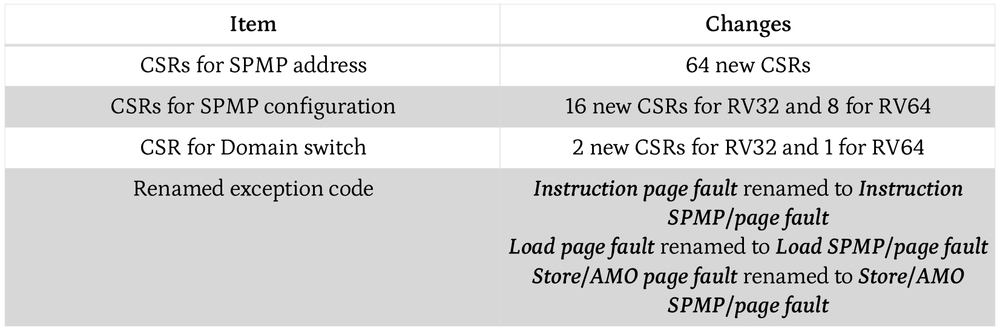 Item
Changes
CSRs for SPMP address
64 new CSRs
CSRs for SPMP configuration
16 new CSRs for RV32 and 8 for RV64
CSR for Domain switch
2 new CSRs for RV32 and 1 for RV64
Renamed exception code
Instruction page fault renamed to Instruction
SPMP/page fault
Load page fault renamed to Load SPMP/page fault
Store/AMO page fault renamed to Store/AMO
SPMP/page fault